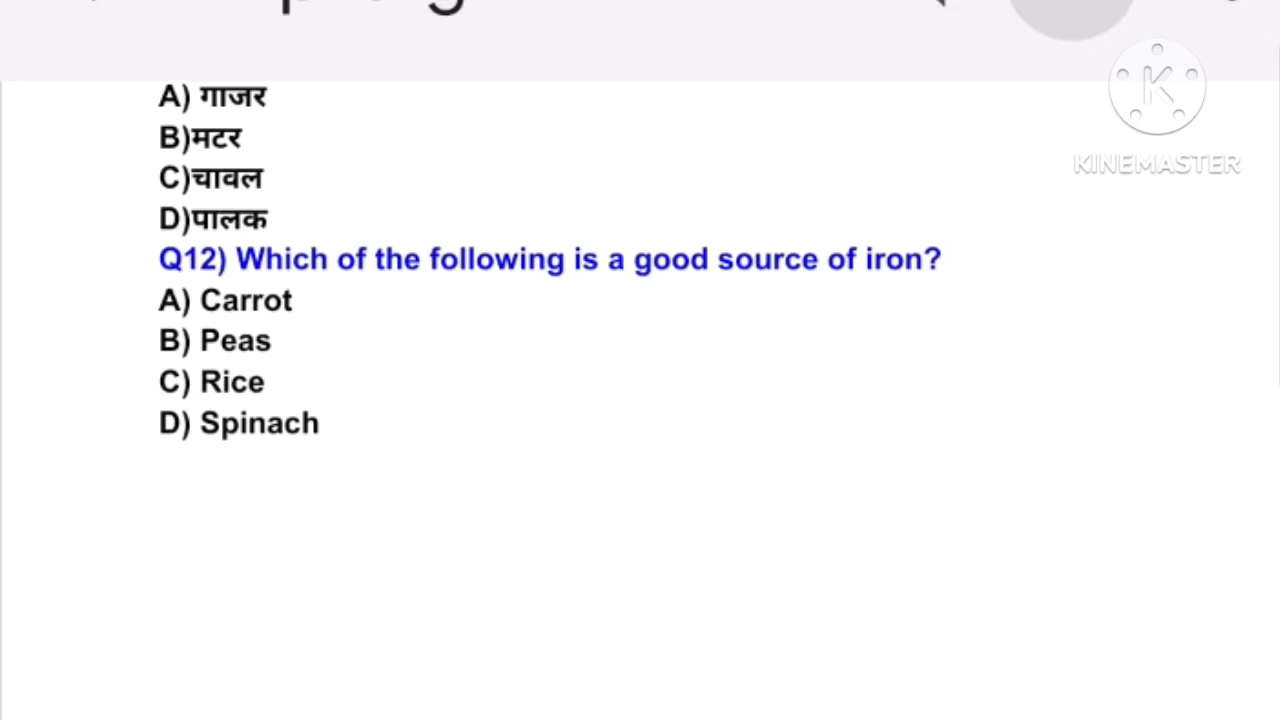 A) गाजर
B)मटर
C)चावल
D)पालक
Q12) Which of the following is a good source of iron?
A) Carrot
B) Peas
C) Rice
D) Spinach
K
KINEMASTER